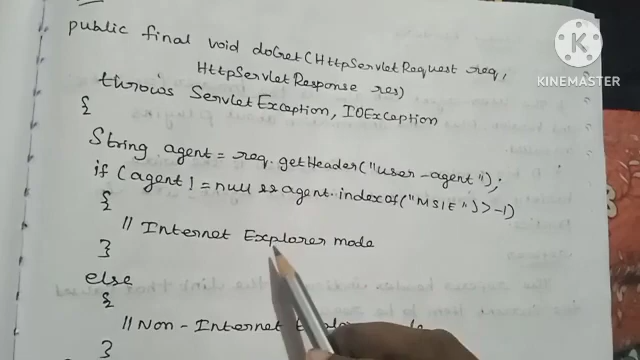 public final void doGet(HttpServletRequest req,
HttpServletResponse res)
throws ServletException, IOException
{
String agent = req.getHeader("user-agent");
if (agent != null && agent.indexof("MSIE") > -1)
{
// Internet Explorer mode
}
else
{
// Non - Internet
}
KINEMASTER